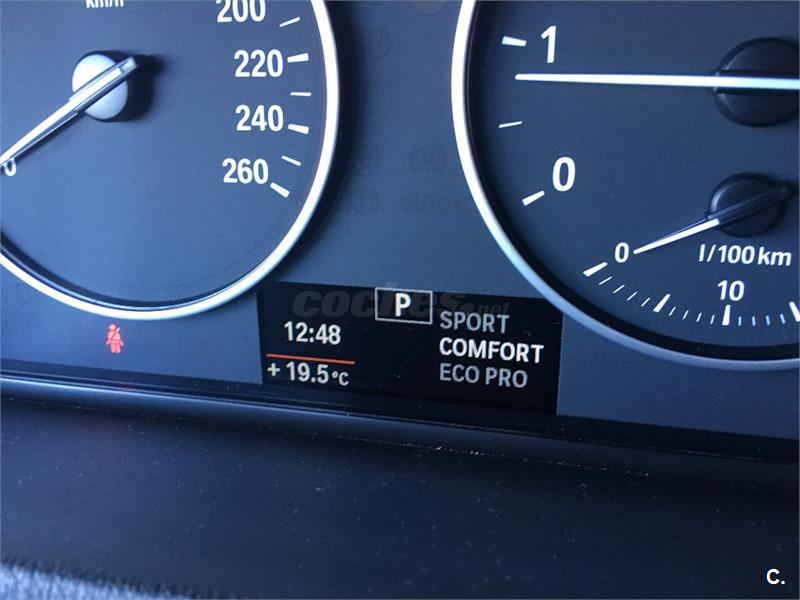 km/h
200
220
240
260
0
1
0
0
l/100km
10
coches.net
P
12:48
+ 19.5 °C
SPORT
COMFORT
ECO PRO
C.